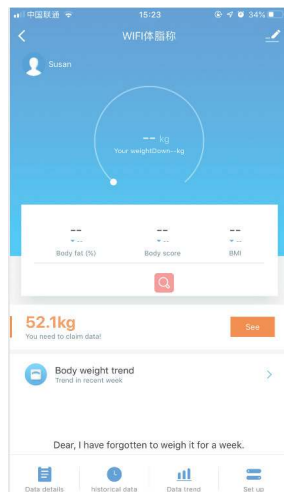 中国联通 15:23 34%
WIFI体脂称
Susan
-- kg
Your weightDown--kg
-- -- --
-- -- --
Body fat (%) Body score BMI
52.1kg
You need to claim data!
See
Body weight trend
Trend in recent week
Dear, I have forgotten to weigh it for a week.
Data details historical data Data trend Set up